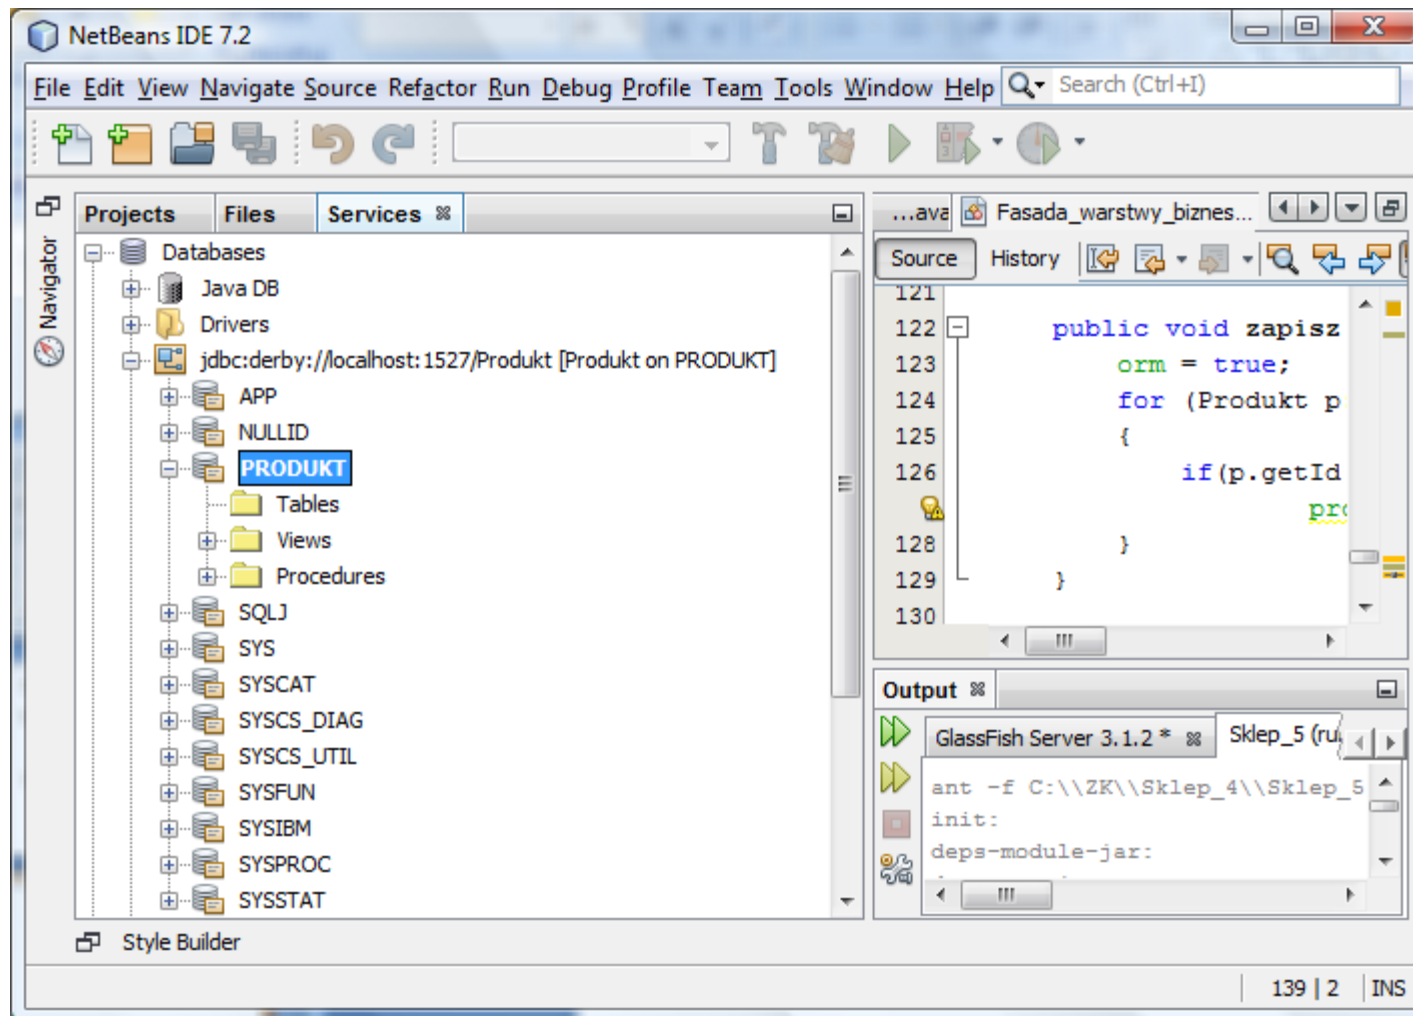 NetBeans IDE 7.2
File Edit View Navigate Source Refactor Run Debug Profile Team Tools Window Help Search (Ctrl+I)
Projects Files Services
Navigator
Databases
Java DB
Drivers
jdbc:derby://localhost:1527/Produkt [Produkt on PRODUKT]
APP
NULLID
PRODUKT
Tables
Views
Procedures
SQLJ
SYS
SYSCAT
SYSCS_DIAG
SYSCS_UTIL
SYSFUN
SYSIBM
SYSPROC
SYSSTAT
...ava Fasada_warstwy_biznes...
Source History
121
122 public void zapisz
123 orm = true;
124 for (Produkt p
125 {
126 if(p.getId
pro
128 }
129 }
130
Output
GlassFish Server 3.1.2 * Sklep_5 (ru
ant -f C:\\ZK\\Sklep_4\\Sklep_5
init:
deps-module-jar:
Style Builder
139 | 2 INS